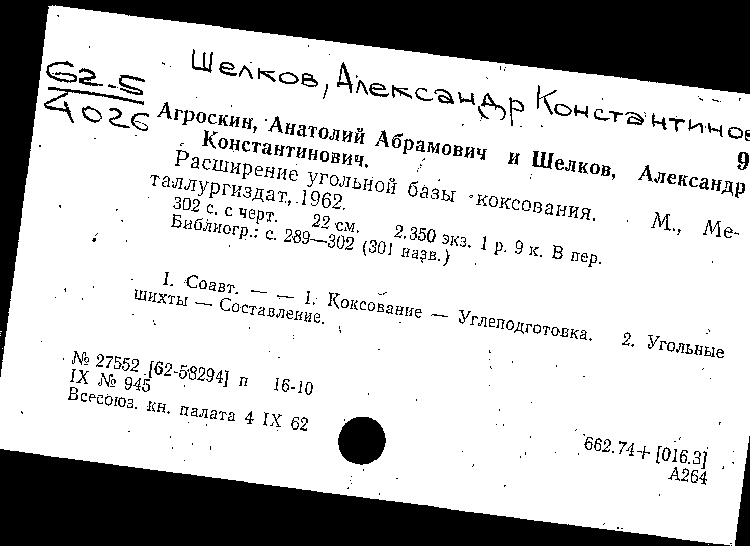 Шелков, Александр Константинов
62-5
4026
9
Агроскин, Анатолий Абрамович и Шелков, Александр
Константинович.
Расширение угольной базы коксования. М., Ме-
таллургиздат, 1962.
302 с. с черт. 22 см. 2.350 экз. 1 р. 9 к. В пер.
Библиогр.: с. 289—302 (301 назв.)
I. Соавт. — — 1. Коксование — Углеподготовка. 2. Угольные
шихты — Составление.
№ 27552 [62-58294] п 16-10
IX № 945
Всесоюз. кн. палата 4 IX 62
662.74+[016.3]
А264